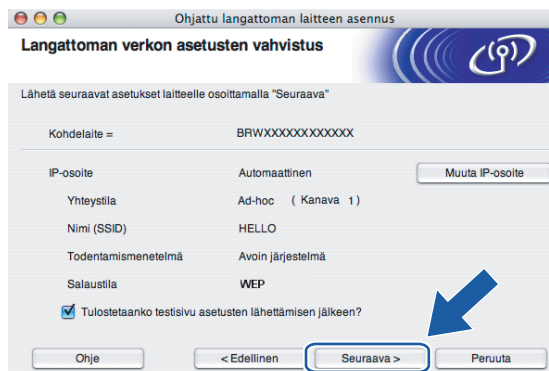 Ohjattu langattoman laitteen asennus
Langattoman verkon asetusten vahvistus
Lähetä seuraavat asetukset laitteelle osoittamalla "Seuraava"
Kohdelaite = BRWXXXXXXXXXXXX
IP-osoite Automaattinen Muuta IP-osoite
Yhteystila Ad-hoc ( Kanava 1 )
Nimi (SSID) HELLO
Todentamismenetelmä Avoin järjestelmä
Salaustila WEP
Tulostetaanko testisivu asetusten lähettämisen jälkeen?
Ohje < Edellinen Seuraava > Peruuta